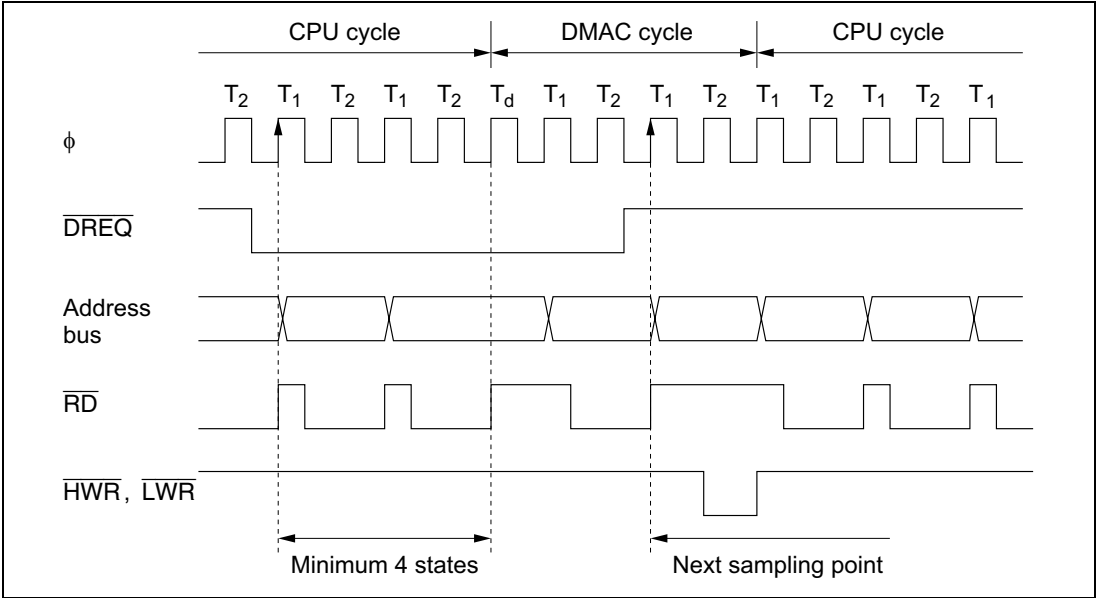 CPU cycle DMAC cycle CPU cycle
T2 T1 T2 T1 T2 Td T1 T2 T1 T2 T1 T2 T1 T2 T1
ϕ
DREQ
Address
bus
RD
HWR, LWR
Minimum 4 states Next sampling point